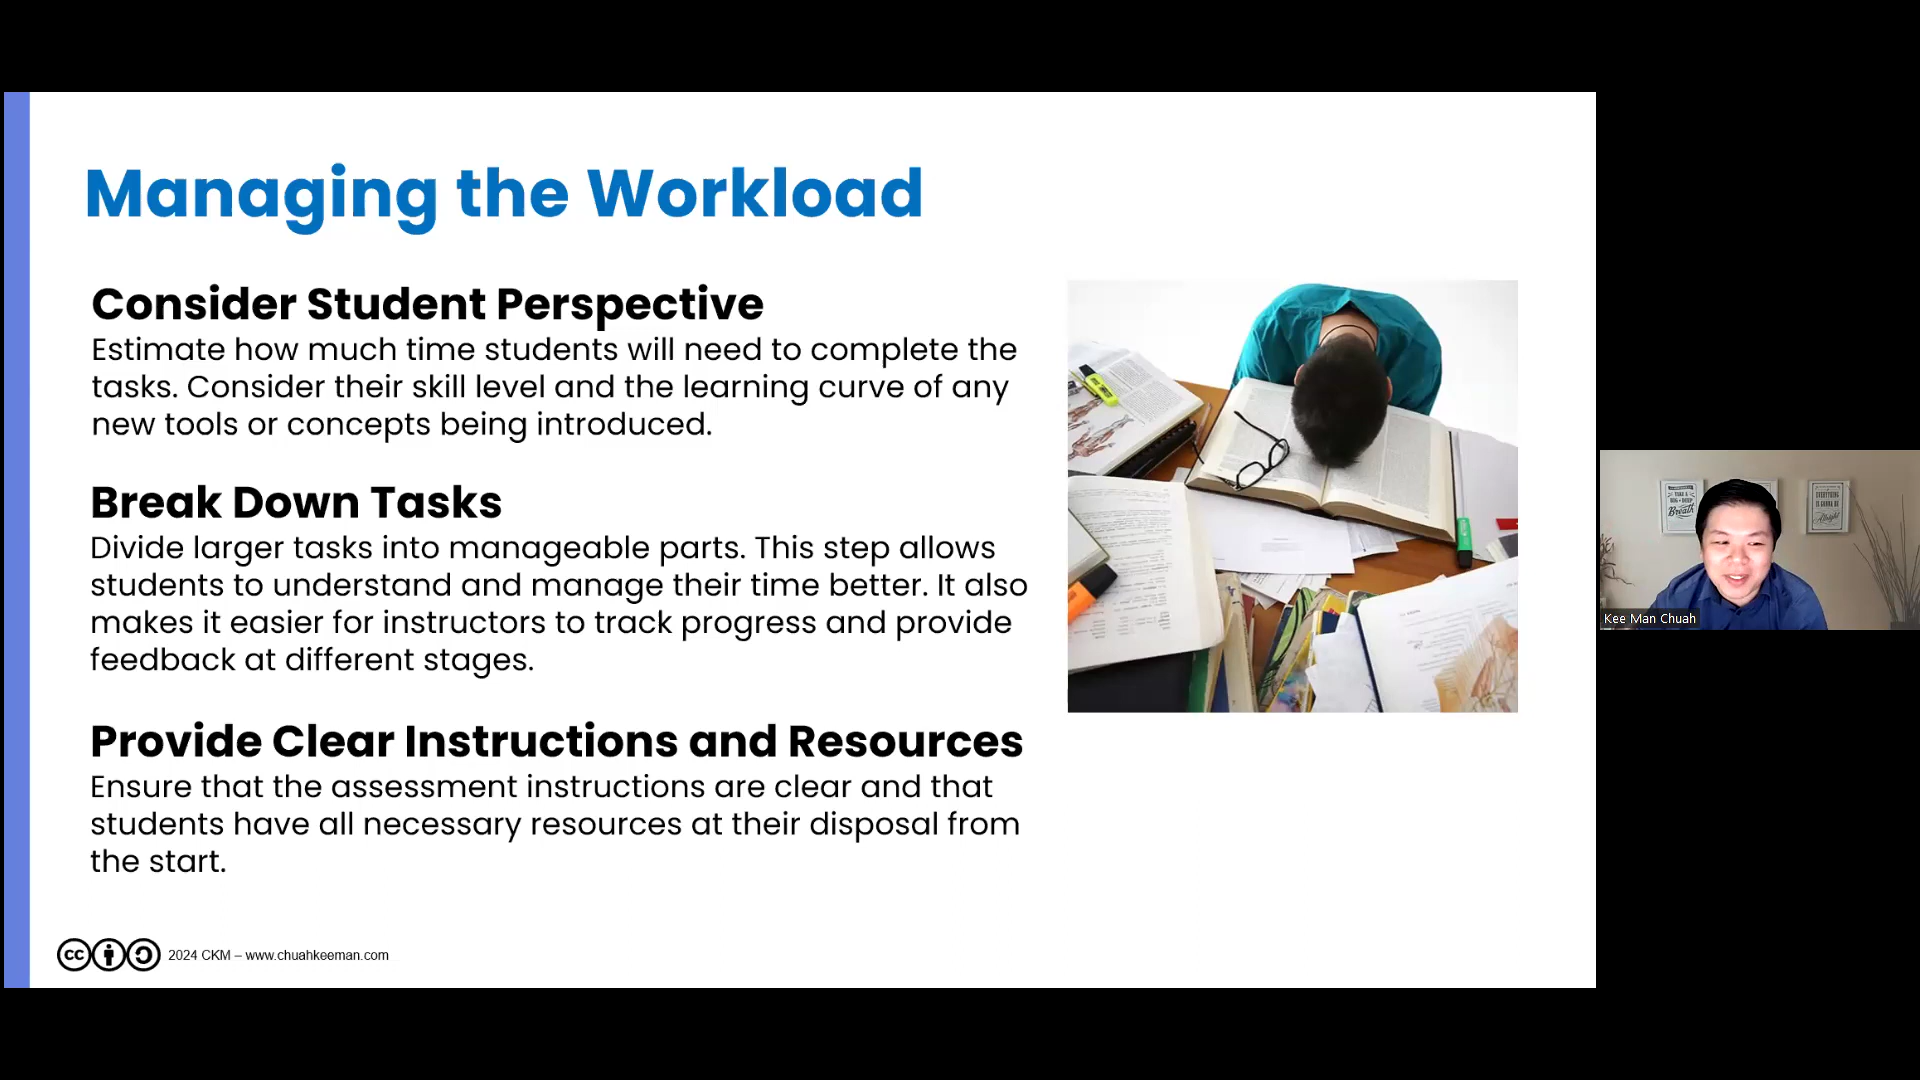 Managing the Workload
Consider Student Perspective
Estimate how much time students will need to complete the
tasks. Consider their skill level and the learning curve of any
new tools or concepts being introduced.
Break Down Tasks
Divide larger tasks into manageable parts. This step allows
students to understand and manage their time better. It also
makes it easier for instructors to track progress and provide
feedback at different stages.
Provide Clear Instructions and Resources
Ensure that the assessment instructions are clear and that
students have all necessary resources at their disposal from
the start.
cc
2024 CKM – www.chuahkeeman.com
Breath
Kee Man Chuah